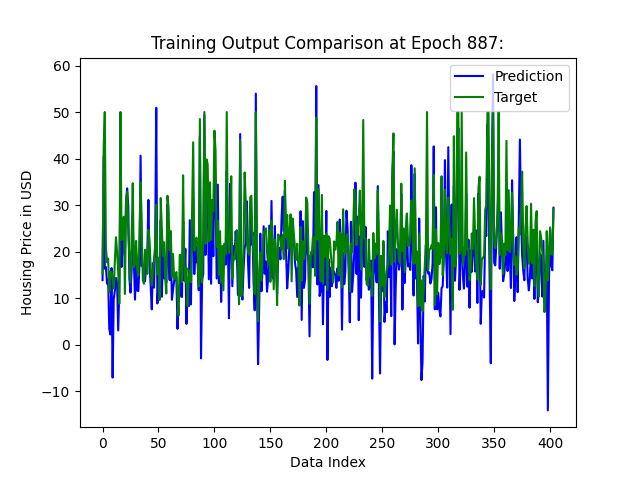 Training Output Comparison at Epoch 887:
Prediction
Target
Housing Price in USD
60
50
40
30
20
10
0
−10
0 50 100 150 200 250 300 350 400
Data Index